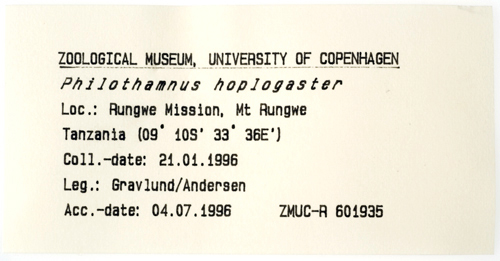 ZOOLOGICAL MUSEUM, UNIVERSITY OF COPENHAGEN
Philothamnus hoplogaster
Loc.: Rungwe Mission, Mt Rungwe
Tanzania (09° 10S' 33° 36E')
Coll.-date: 21.01.1996
Leg.: Gravlund/Andersen
Acc.-date: 04.07.1996 ZMUC-R 601935